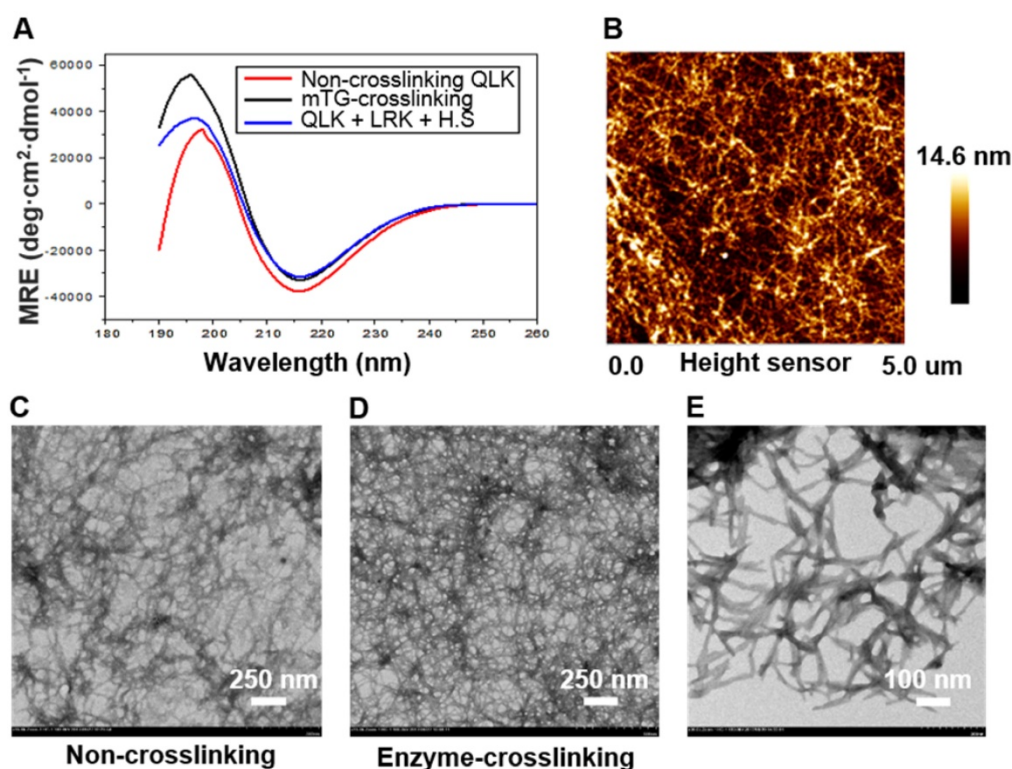 A
60000
40000
20000
0
-20000
-40000
MRE (deg·cm²·dmol⁻¹)
180 190 200 210 220 230 240 250 260
Wavelength (nm)
Non-crosslinking QLK
mTG-crosslinking
QLK + LRK + H.S
B
14.6 nm
0.0 Height sensor 5.0 um
C
250 nm
Non-crosslinking
D
250 nm
Enzyme-crosslinking
E
100 nm